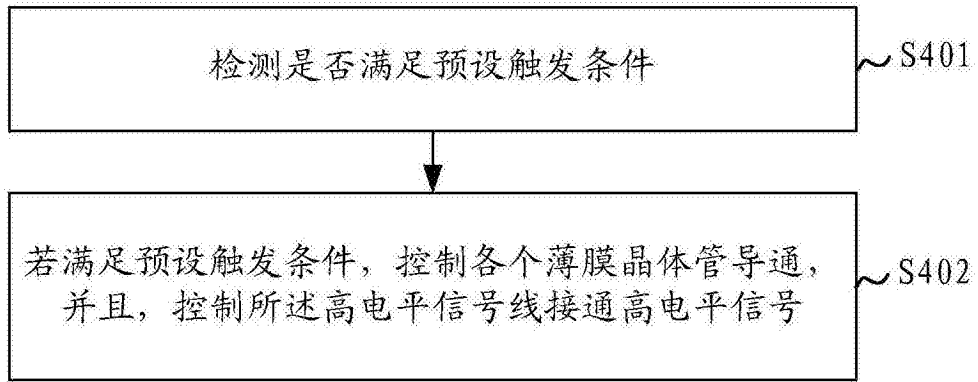 检测是否满足预设触发条件
S401
若满足预设触发条件，控制各个薄膜晶体管导通，
并且，控制所述高电平信号线接通高电平信号
S402